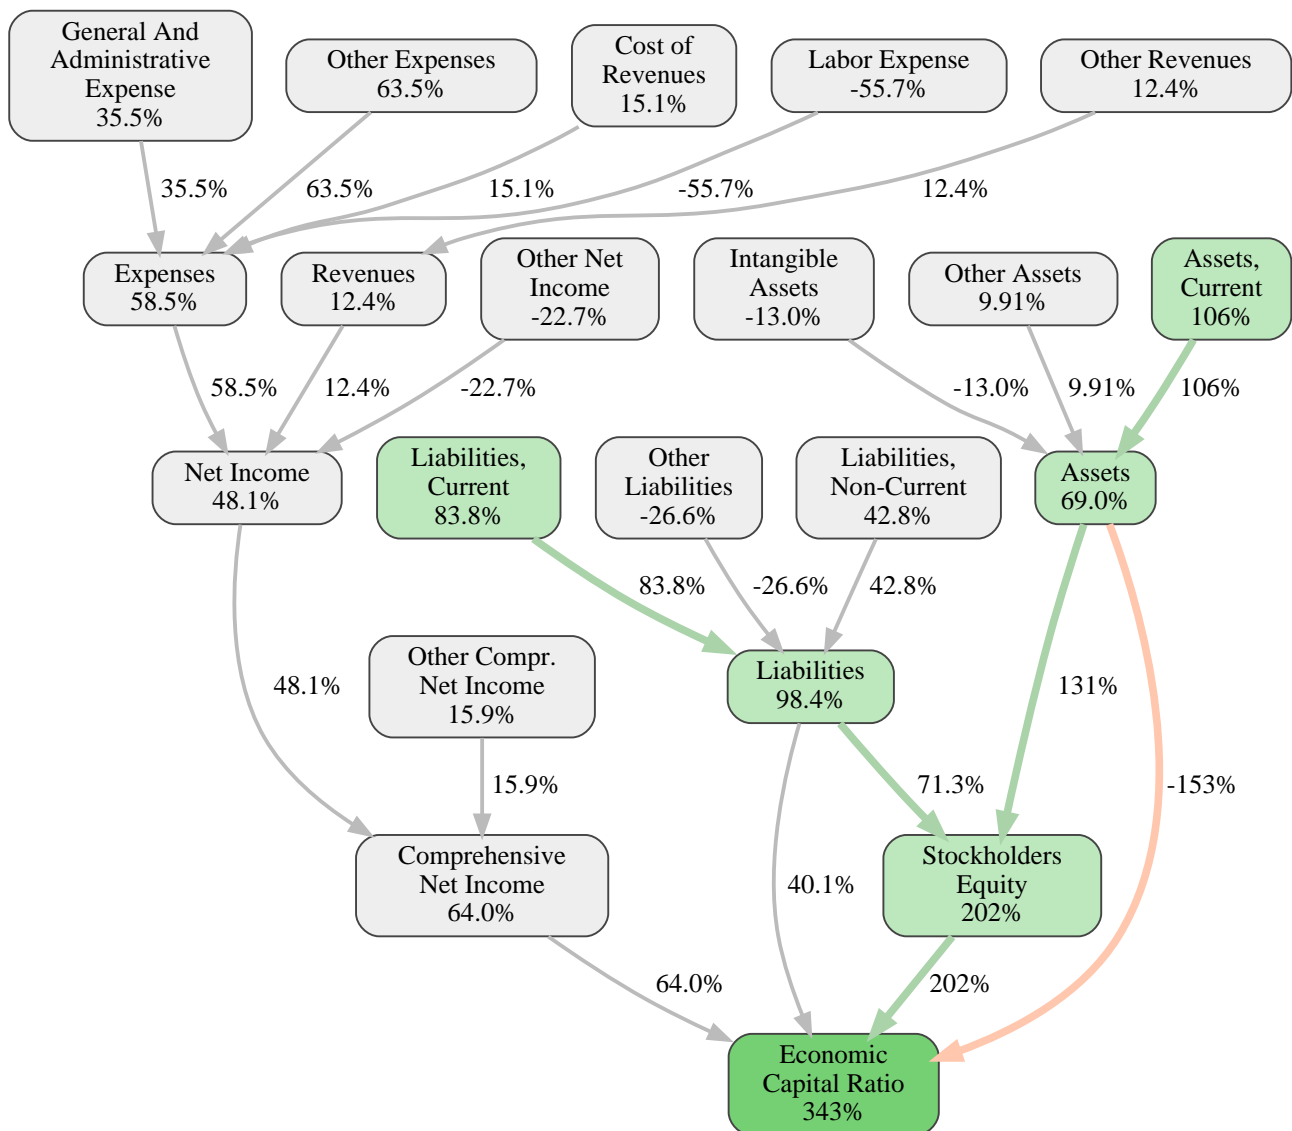 General And
Administrative
Expense
35.5%
Other Expenses
63.5%
Cost of
Revenues
15.1%
Labor Expense
-55.7%
Other Revenues
12.4%
35.5%
63.5%
15.1%
-55.7%
12.4%
Expenses
58.5%
Revenues
12.4%
Other Net
Income
-22.7%
Intangible
Assets
-13.0%
Other Assets
9.91%
Assets,
Current
106%
58.5%
12.4%
-22.7%
-13.0%
9.91%
106%
Net Income
48.1%
Liabilities,
Current
83.8%
Other
Liabilities
-26.6%
Liabilities,
Non-Current
42.8%
Assets
69.0%
83.8%
-26.6%
42.8%
48.1%
Other Compr.
Net Income
15.9%
Liabilities
98.4%
131%
15.9%
71.3%
-153%
Comprehensive
Net Income
64.0%
40.1%
Stockholders
Equity
202%
64.0%
202%
Economic
Capital Ratio
343%